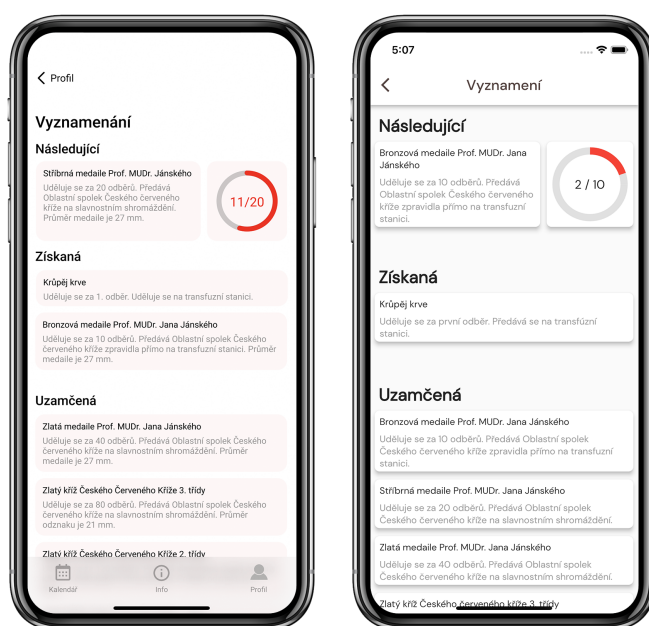 Profil
Vyznamenání
Následující
Stříbrná medaile Prof. MUDr. Jánského
Uděluje se za 20 odběrů. Předává
Oblastní spolek Českého červeného
kříže na slavnostním shromáždění.
Průměr medaile je 27 mm.
11/20
Získaná
Krůpěj krve
Uděluje se za 1. odběr. Uděluje se na transfuzní stanici.
Bronzová medaile Prof. MUDr. Jana Jánského
Uděluje se za 10 odběrů. Předává Oblastní spolek Českého
červeného kříže zpravidla přímo na transfuzní stanici. Průměr
medaile je 27 mm.
Uzamčená
Zlatá medaile Prof. MUDr. Jana Jánského
Uděluje se za 40 odběrů. Předává Oblastní spolek Českého
červeného kříže na slavnostním shromáždění. Průměr
medaile je 27 mm.
Zlatý kříž Českého Červeného Kříže 3. třídy
Uděluje se za 80 odběrů. Předává Oblastní spolek Českého
červeného kříže na slavnostním shromáždění. Průměr
odznaku je 21 mm.
Zlatý kříž Českého Červeného Kříže 2. třídy
Kalendář
Info
Profil
5:07
Vyznamení
Následující
Bronzová medaile Prof. MUDr. Jana
Jánského
Uděluje se za 10 odběrů. Předává
Oblastní spolek Českého červeného
kříže zpravidla přímo na transfuzní
stanici.
2 / 10
Získaná
Krůpěj krve
Uděluje se za první odběr. Předává se na transfúzní
stanici.
Uzamčená
Bronzová medaile Prof. MUDr. Jana Jánského
Uděluje se za 10 odběrů. Předává Oblastní spolek
Českého červeného kříže zpravidla přímo na transfuzní
stanici.
Stříbrná medaile Prof. MUDr. Jana Jánského
Uděluje se za 20 odběrů. Předává Oblastní spolek
Českého červeného kříže na slavnostním shromáždění.
Zlatá medaile Prof. MUDr. Jana Jánského
Uděluje se za 40 odběrů. Předává Oblastní spolek
Českého červeného kříže na slavnostním shromáždění.
Zlatý kříž Českého červeného kříže 3. třídy